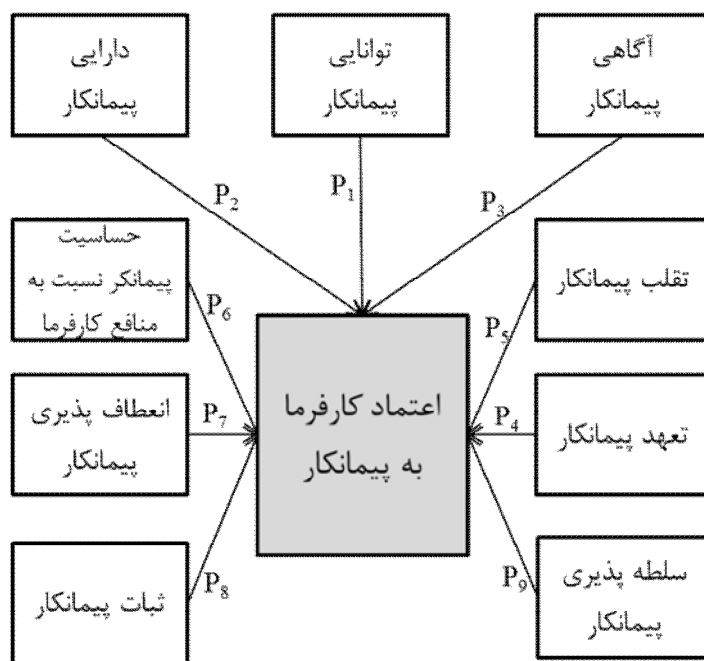 آگاهی
پیمانکار
توانایی
پیمانکار
دارایی
پیمانکار
P3
P1
P2
تقلب پیمانکار
حساسیت
پیمانکر نسبت به
منافع کارفرما
P5
P6
اعتماد کارفرما
به پیمانکار
تعهد پیمانکار
P4
P7
انعطاف پذیری
پیمانکار
سلطه پذیری
پیمانکار
P9
P8
ثبات پیمانکار